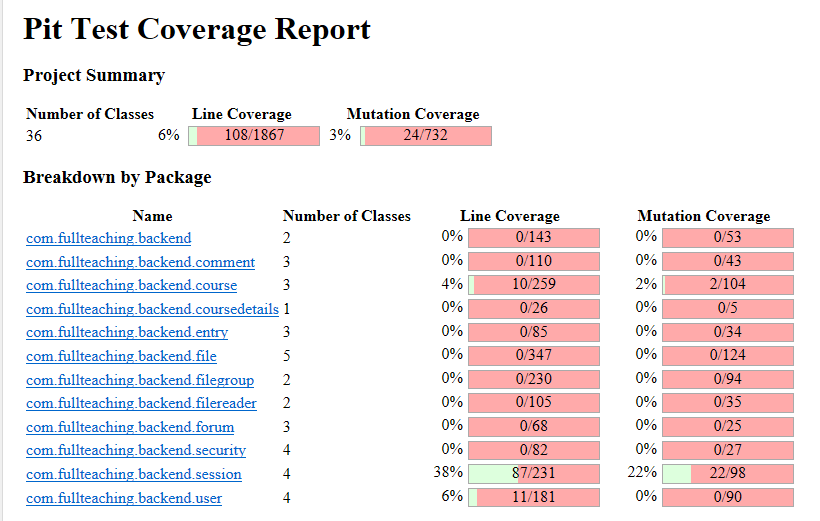 Pit Test Coverage Report
Project Summary
Number of Classes Line Coverage Mutation Coverage
36 6% 108/1867 3% 24/732
Breakdown by Package
Name Number of Classes Line Coverage Mutation Coverage
com.fullteaching.backend 2 0% 0/143 0% 0/53
com.fullteaching.backend.comment 3 0% 0/110 0% 0/43
com.fullteaching.backend.course 3 4% 10/259 2% 2/104
com.fullteaching.backend.coursedetails 1 0% 0/26 0% 0/5
com.fullteaching.backend.entry 3 0% 0/85 0% 0/34
com.fullteaching.backend.file 5 0% 0/347 0% 0/124
com.fullteaching.backend.filegroup 2 0% 0/230 0% 0/94
com.fullteaching.backend.filereader 2 0% 0/105 0% 0/35
com.fullteaching.backend.forum 3 0% 0/68 0% 0/25
com.fullteaching.backend.security 4 0% 0/82 0% 0/27
com.fullteaching.backend.session 4 38% 87/231 22% 22/98
com.fullteaching.backend.user 4 6% 11/181 0% 0/90